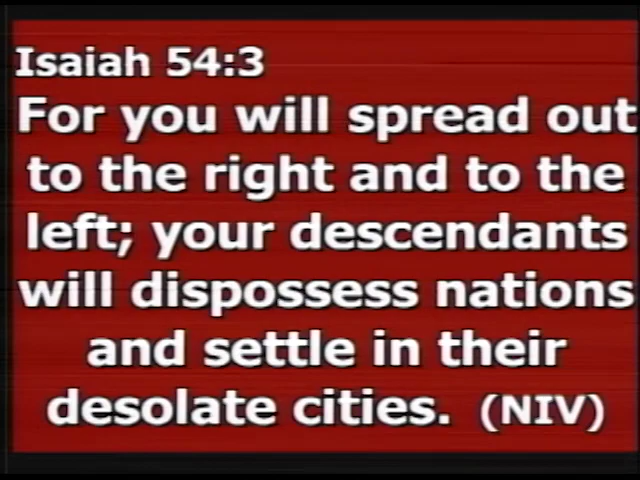 Isaiah 54:3
For you will spread out
to the right and to the
left; your descendants
will dispossess nations
and settle in their
desolate cities. (NIV)